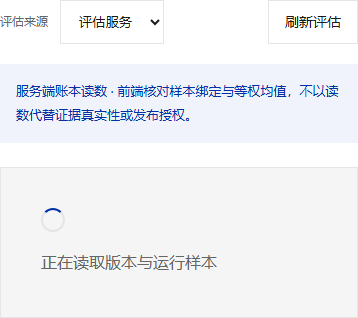 评估来源 评估服务 刷新评估
服务端账本读数 · 前端核对样本绑定与等权均值，不以读
数代替证据真实性或发布授权。
正在读取版本与运行样本